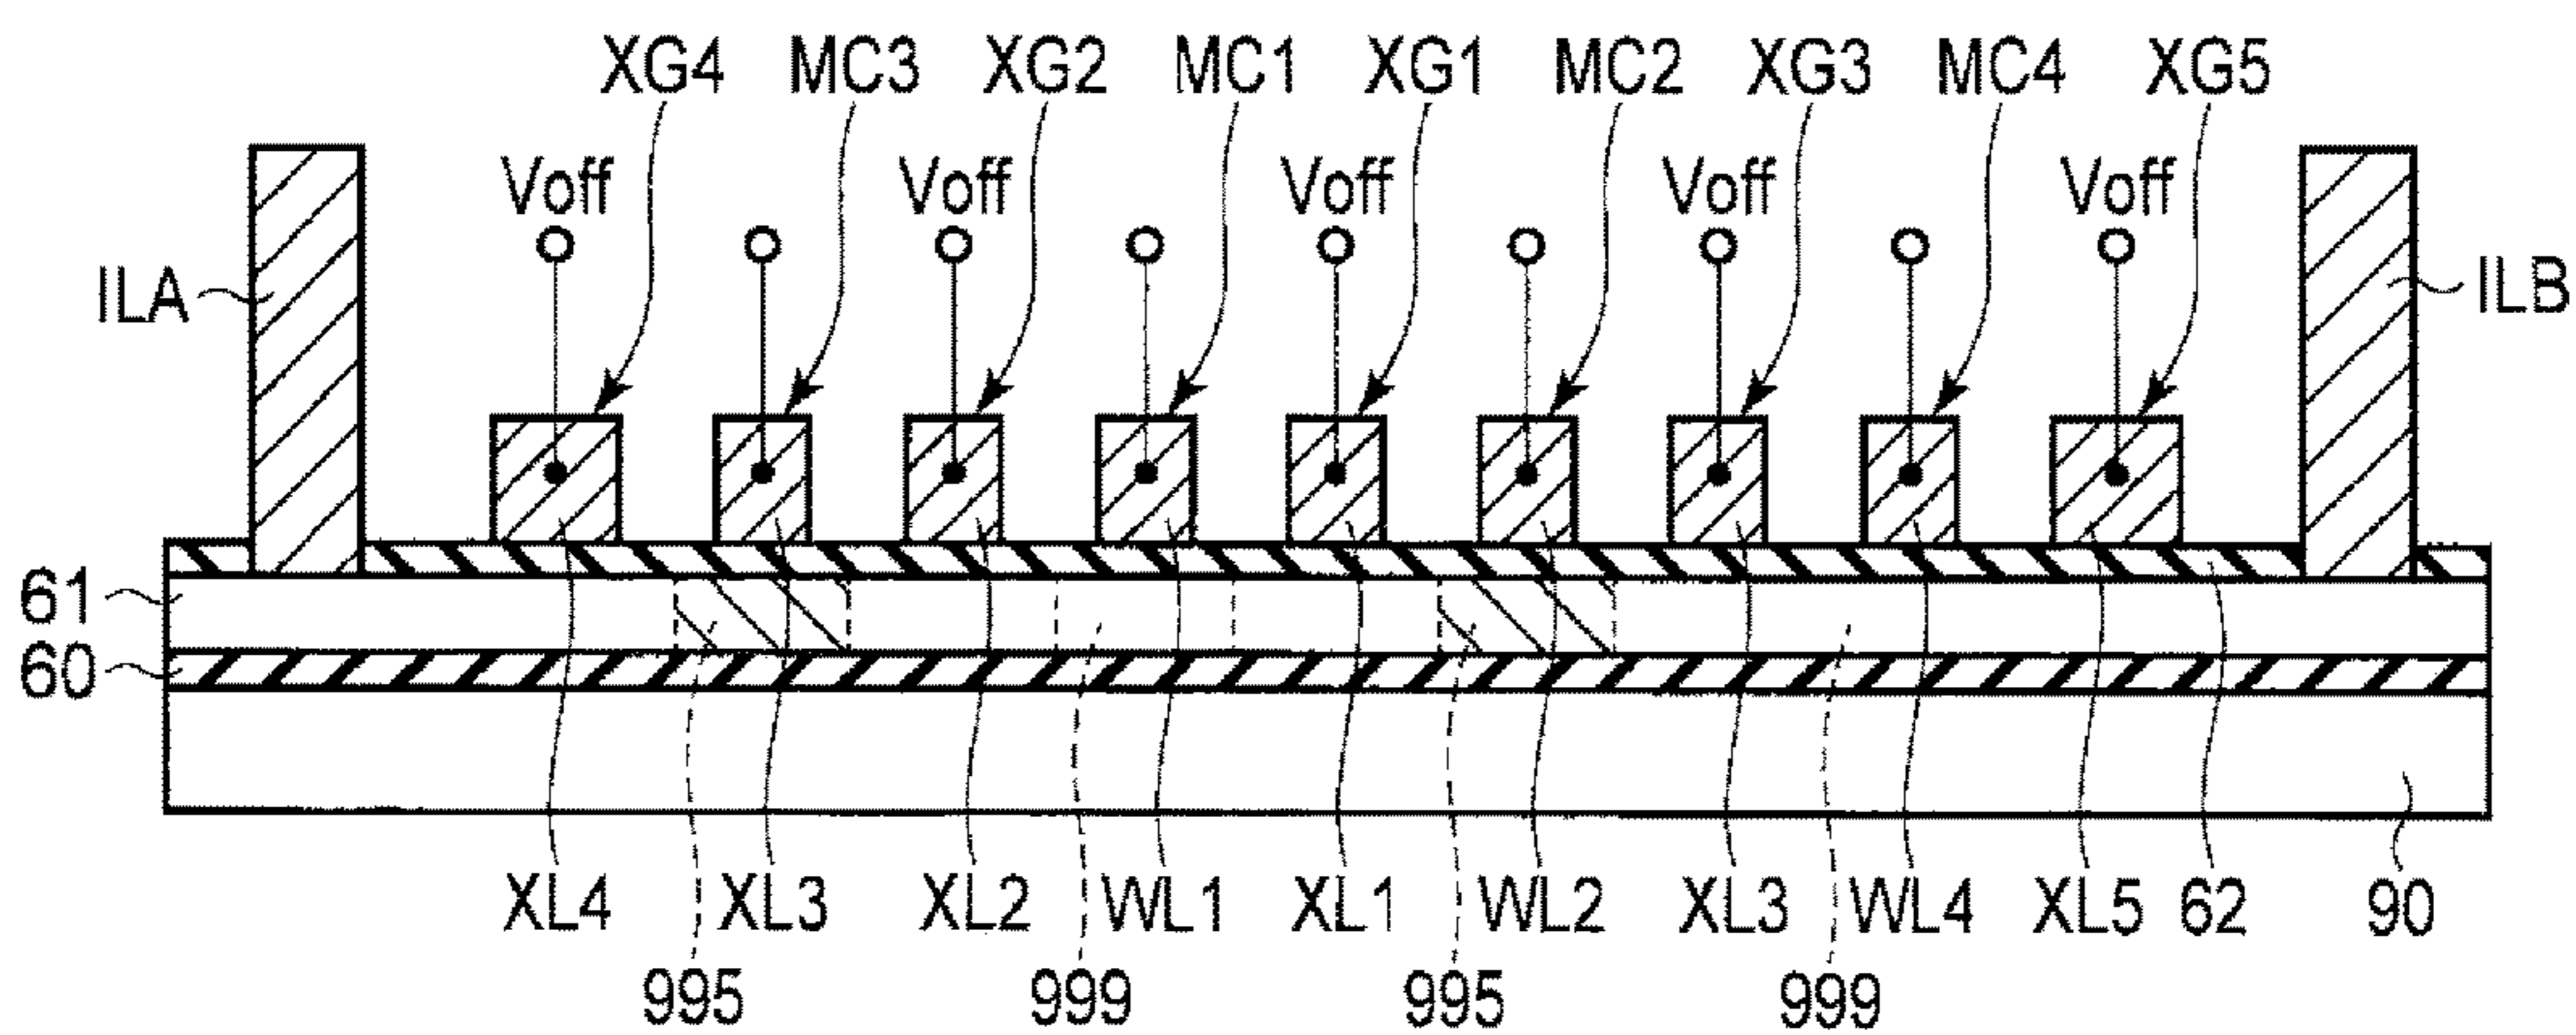 XG4 MC3 XG2 MC1 XG1 MC2 XG3 MC4 XG5
Voff Voff Voff Voff Voff
ILA ILB
61
60
XL4 XL3 XL2 WL1 XL1 WL2 XL3 WL4 XL5 62 90
995 999 995 999